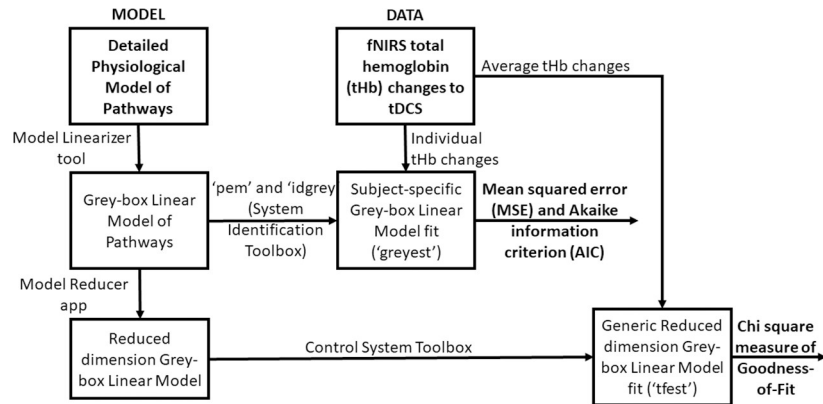 MODEL
DATA
Detailed
Physiological
Model of
Pathways
fNIRS total
hemoglobin
(tHb) changes to
tDCS
Average tHb changes
Model Linearizer
tool
Individual
tHb changes
Grey-box Linear
Model of
Pathways
‘pem’ and ‘idgrey’
(System
Identification
Toolbox)
Subject-specific
Grey-box Linear
Model fit
(‘greyest’)
Mean squared error
(MSE) and Akaike
information
criterion (AIC)
Model Reducer
app
Reduced
dimension Grey-
box Linear Model
Control System Toolbox
Generic Reduced
dimension Grey-
box Linear Model
fit (‘tfest’)
Chi square
measure of
Goodness-
of-Fit